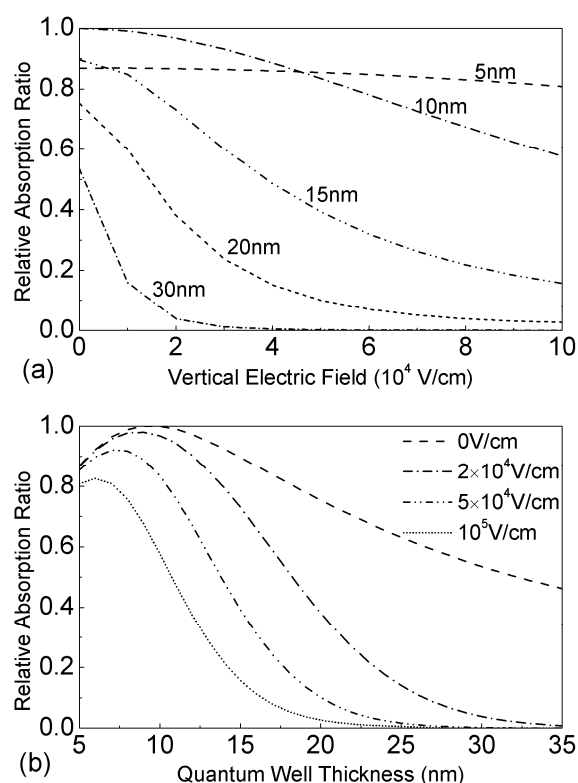 1.0
0.8
0.6
0.4
0.2
0.0
Relative Absorption Ratio
5nm
10nm
15nm
20nm
30nm
0 2 4 6 8 10
(a)
Vertical Electric Field (10⁴ V/cm)
1.0
0.8
0.6
0.4
0.2
0.0
Relative Absorption Ratio
0V/cm
2×10⁴V/cm
5×10⁴V/cm
10⁵V/cm
5 10 15 20 25 30 35
(b)
Quantum Well Thickness (nm)